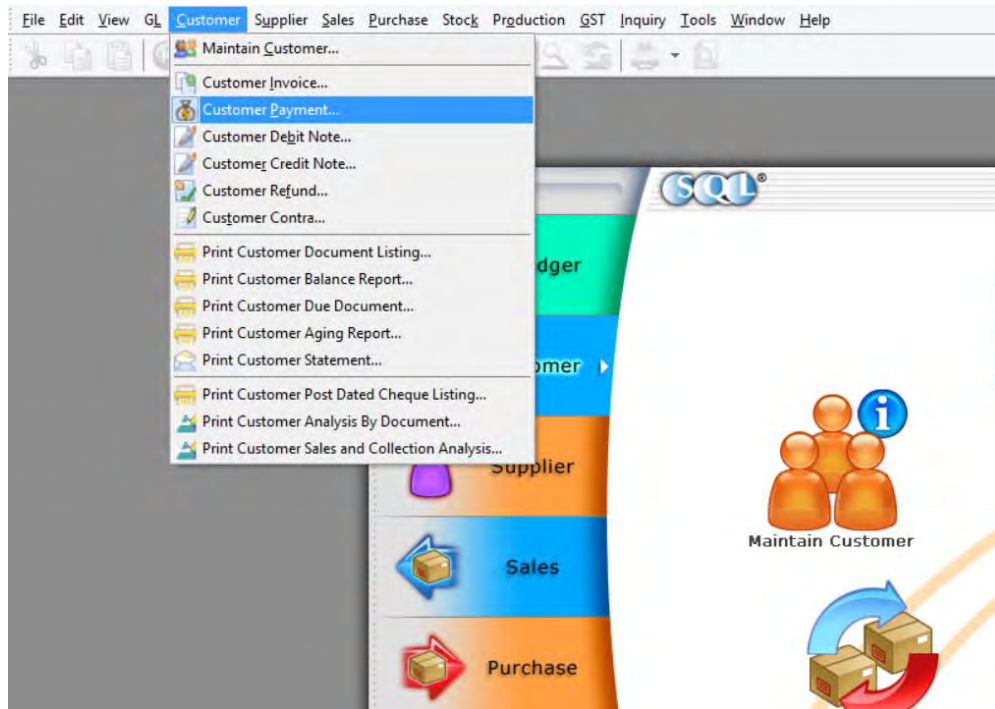 File Edit View GL Customer Supplier Sales Purchase Stock Production GST Inquiry Tools Window Help
Maintain Customer...
Customer Invoice...
Customer Payment...
Customer Debit Note...
Customer Credit Note...
Customer Refund...
Customer Contra...
Print Customer Document Listing...
Print Customer Balance Report...
Print Customer Due Document...
Print Customer Aging Report...
Print Customer Statement...
Print Customer Post Dated Cheque Listing...
Print Customer Analysis By Document...
Print Customer Sales and Collection Analysis...
SQL®
dger
omer
Supplier
Sales
Purchase
Maintain Customer